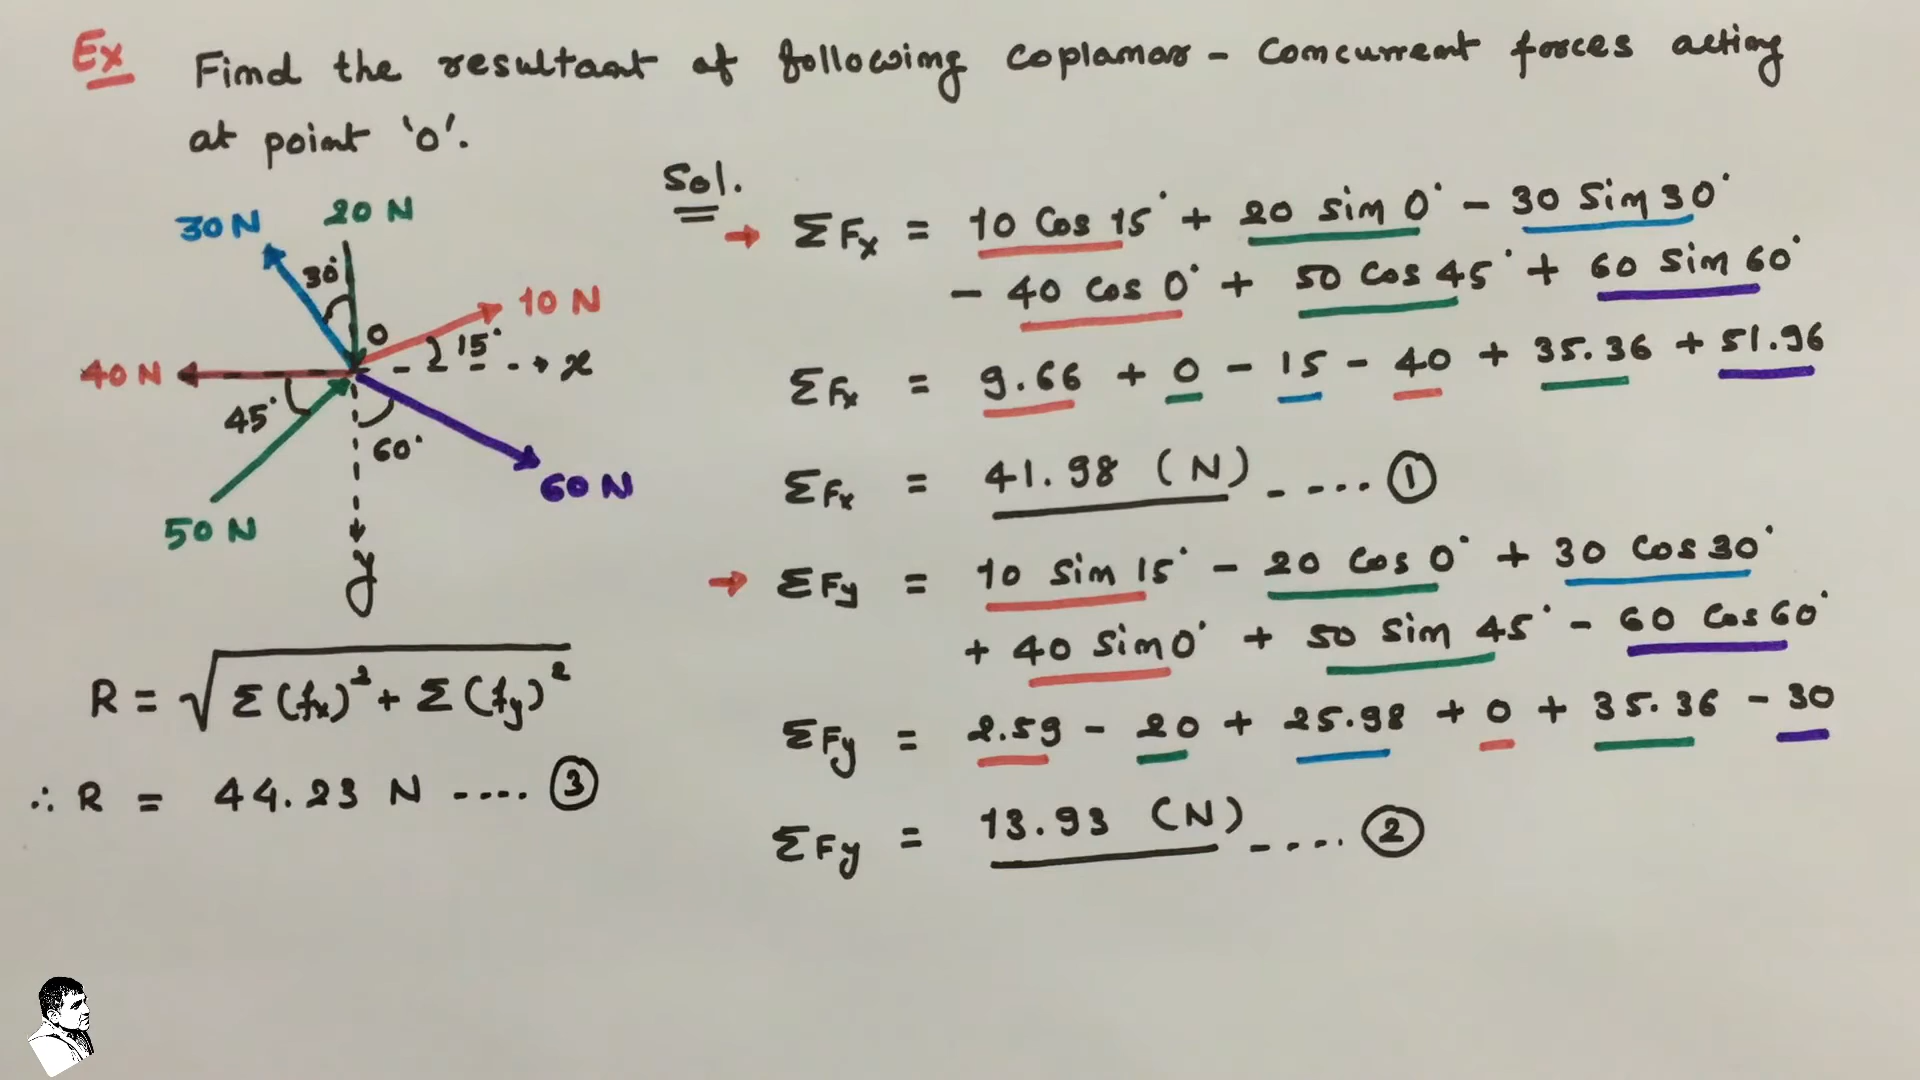 Ex Find the resultant of following coplanar - concurrent forces acting
at point 'o'.
30 N
20 N
30°
O
10 N
15°
x
40 N
45°
60°
60 N
50 N
y
R = √Σ(fx)² + Σ(fy)²
∴ R = 44.23 N ---- ③
Sol.
→ ΣFx = 10 Cos 15° + 20 sin 0° - 30 Sin 30°
- 40 cos 0° + 50 cos 45° + 60 sin 60°
ΣFx = 9.66 + 0 - 15 - 40 + 35.36 + 51.96
ΣFx = 41.98 (N) ----- ①
→ ΣFy = 10 Sin 15° - 20 Cos 0° + 30 Cos 30°
+ 40 Sin 0° + 50 Sin 45° - 60 Cos 60°
ΣFy = 2.59 - 20 + 25.98 + 0 + 35.36 - 30
ΣFy = 13.93 (N) ----- ②